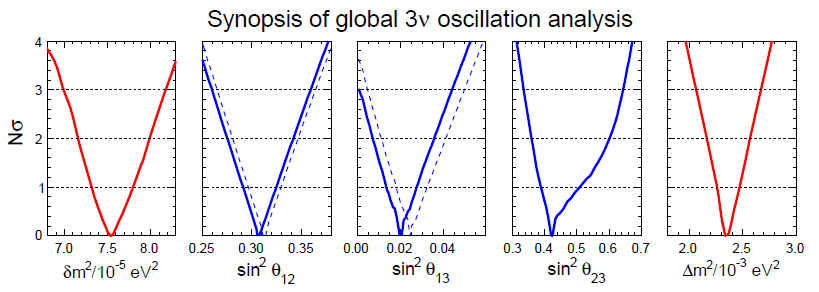 Synopsis of global 3ν oscillation analysis
Nσ
4
3
2
1
0
7.0 8.0
δm²/10⁻⁵ eV²
0.25 0.30 0.35
sin² θ₁₂
0.00 0.02 0.04
sin² θ₁₃
0.3 0.4 0.5 0.6 0.7
sin² θ₂₃
2.0 2.5 3.0
Δm²/10⁻³ eV²